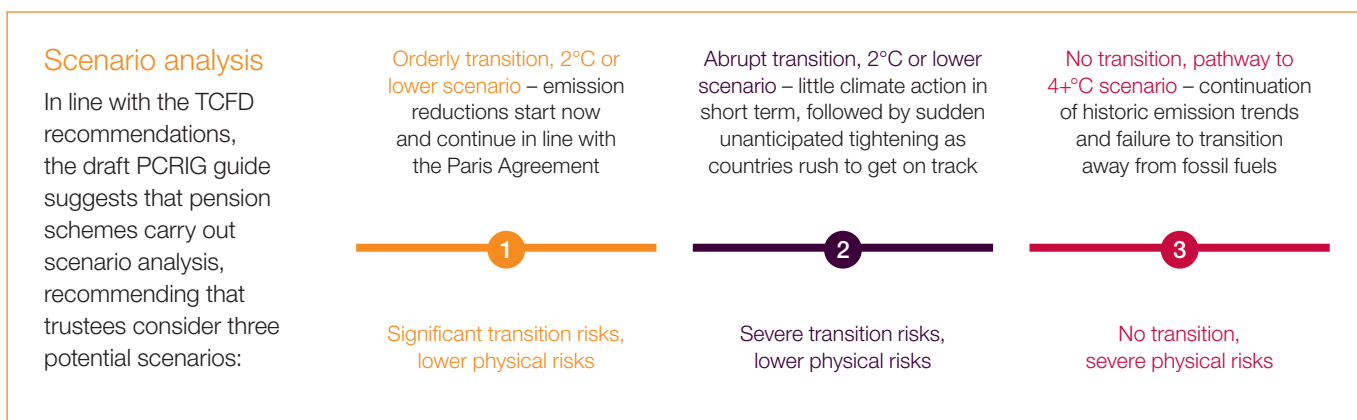 Scenario analysis
In line with the TCFD
recommendations,
the draft PCRIG guide
suggests that pension
schemes carry out
scenario analysis,
recommending that
trustees consider three
potential scenarios:
Orderly transition, 2°C or
lower scenario – emission
reductions start now
and continue in line with
the Paris Agreement
1
Significant transition risks,
lower physical risks
Abrupt transition, 2°C or lower
scenario – little climate action in
short term, followed by sudden
unanticipated tightening as
countries rush to get on track
2
Severe transition risks,
lower physical risks
No transition, pathway to
4+°C scenario – continuation
of historic emission trends
and failure to transition
away from fossil fuels
3
No transition,
severe physical risks